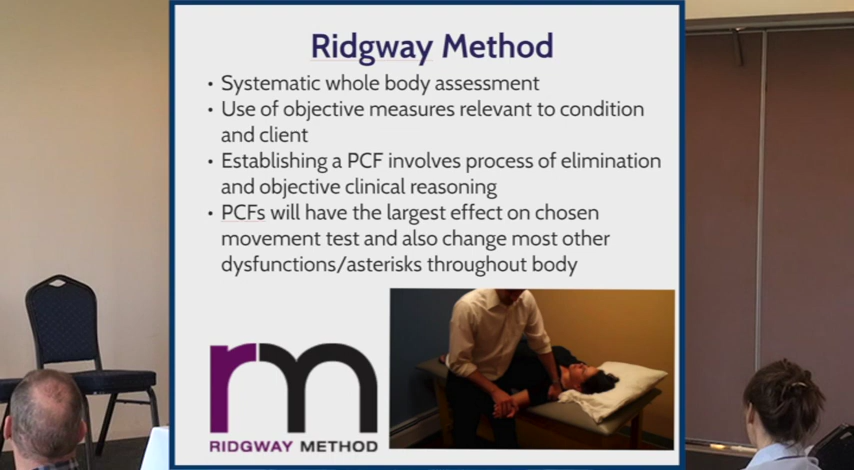 Ridgway Method
• Systematic whole body assessment
• Use of objective measures relevant to condition
and client
• Establishing a PCF involves process of elimination
and objective clinical reasoning
• PCFs will have the largest effect on chosen
movement test and also change most other
dysfunctions/asterisks throughout body
rm
RIDGWAY METHOD